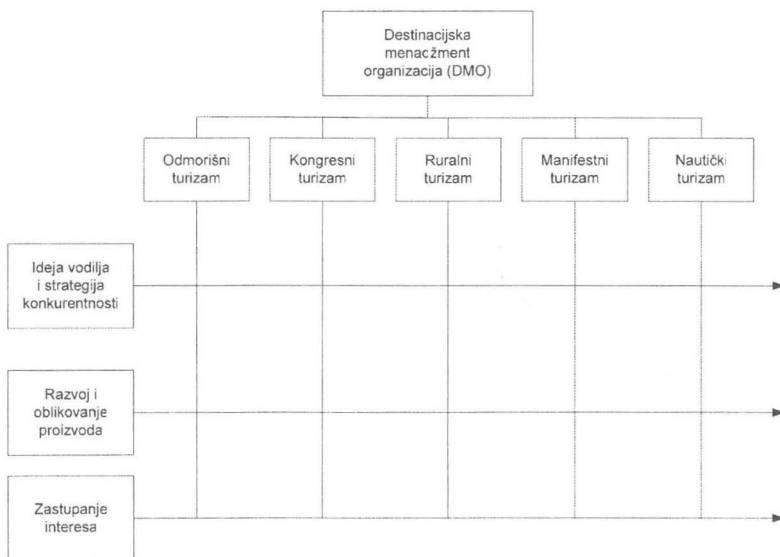 Destinacijska
menadžment
organizacija (DMO)
Odmorišni
turizam
Kongresni
turizam
Ruralni
turizam
Manifestni
turizam
Nautički
turizam
Ideja vodilja
i strategija
konkurentnosti
Razvoj i
oblikovanje
proizvoda
Zastupanje
interesa